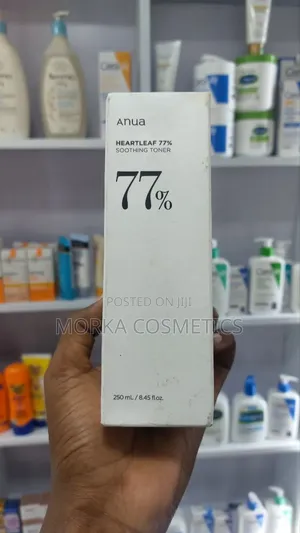 Anua
HEARTLEAF 77%
SOOTHING TONER
77%
POSTED ON JIJI
MORKA COSMETICS
250 mL / 8.45 fl.oz.